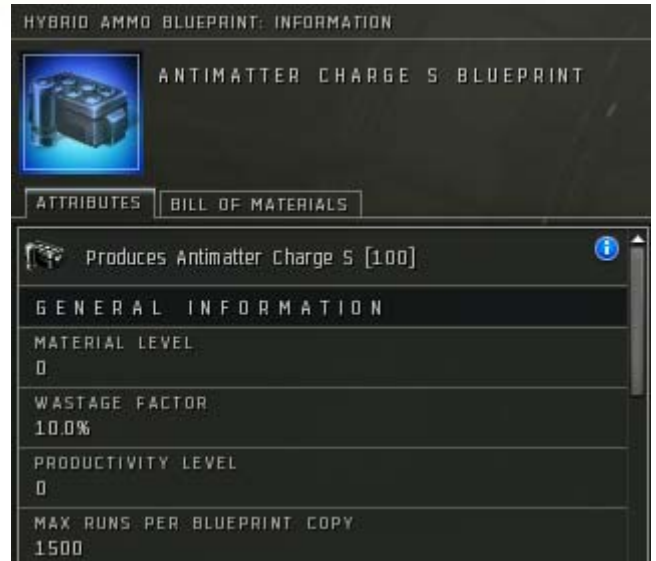 HYBRID AMMO BLUEPRINT: INFORMATION
ANTIMATTER CHARGE S BLUEPRINT
ATTRIBUTES BILL OF MATERIALS
Produces Antimatter Charge S [100]
GENERAL INFORMATION
MATERIAL LEVEL
0
WASTAGE FACTOR
10.0%
PRODUCTIVITY LEVEL
0
MAX RUNS PER BLUEPRINT COPY
1500